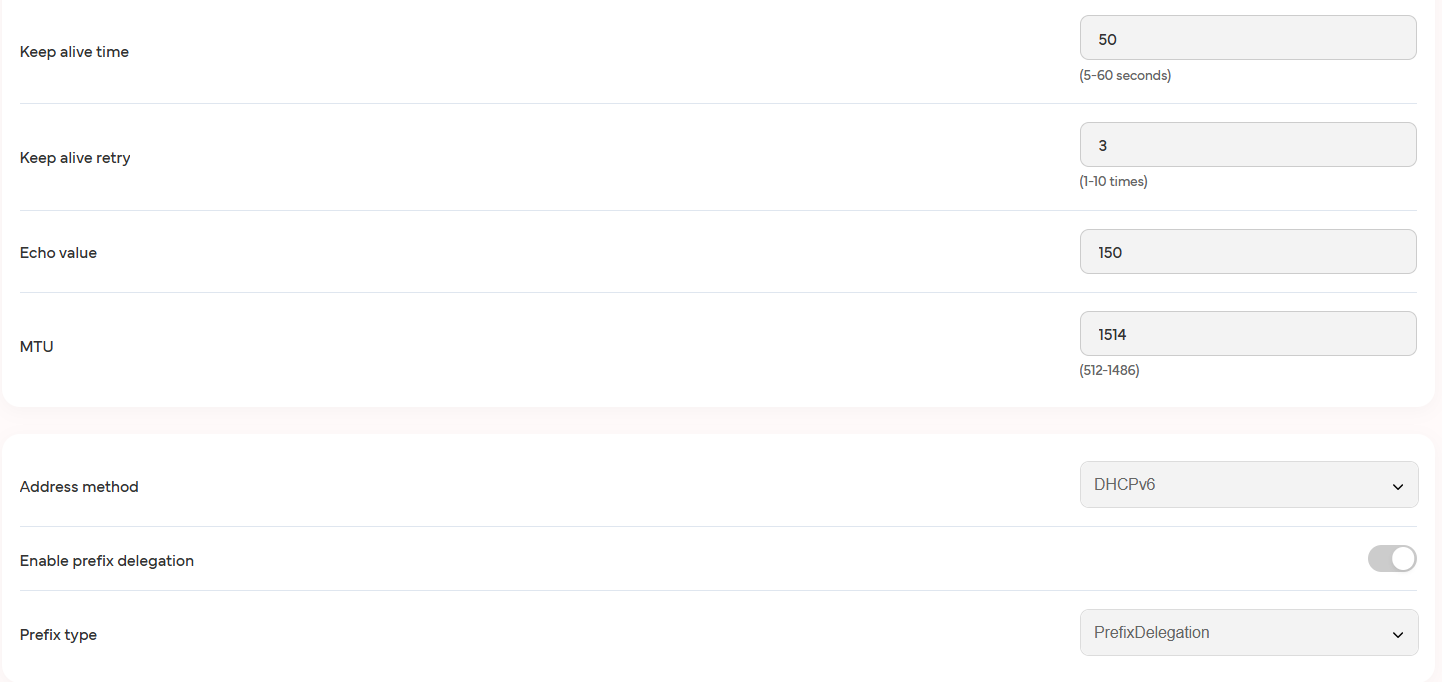 Keep alive time
50
(5-60 seconds)
Keep alive retry
3
(1-10 times)
Echo value
150
MTU
1514
(512-1486)
Address method
DHCPv6
Enable prefix delegation
Prefix type
PrefixDelegation